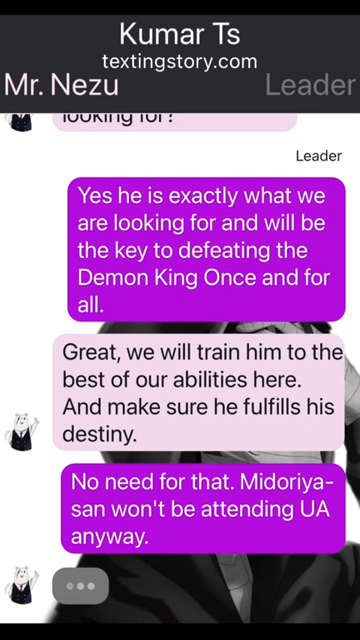 Kumar Ts
textingstory.com
Mr. Nezu Leader
looking for?
Leader
Yes he is exactly what we
are looking for and will be
the key to defeating the
Demon King Once and for
all.
Great, we will train him to the
best of our abilities here.
And make sure he fulfills his
destiny.
No need for that. Midoriya-
san won't be attending UA
anyway.